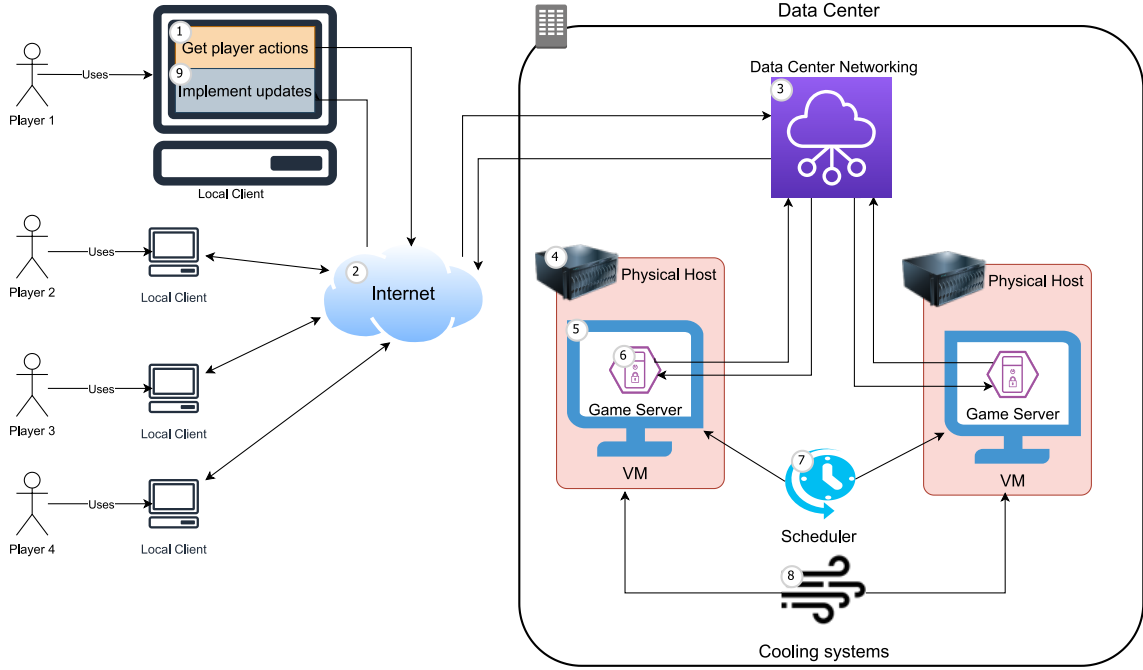 Data Center
1
Get player actions
9
Implement updates
Uses
Player 1
Local Client
Data Center Networking
3
Uses
Player 2
Local Client
2
Internet
4
Physical Host
5
6
Game Server
VM
Physical Host
Game Server
VM
Uses
Player 3
Local Client
7
Scheduler
Uses
Player 4
Local Client
8
Cooling systems